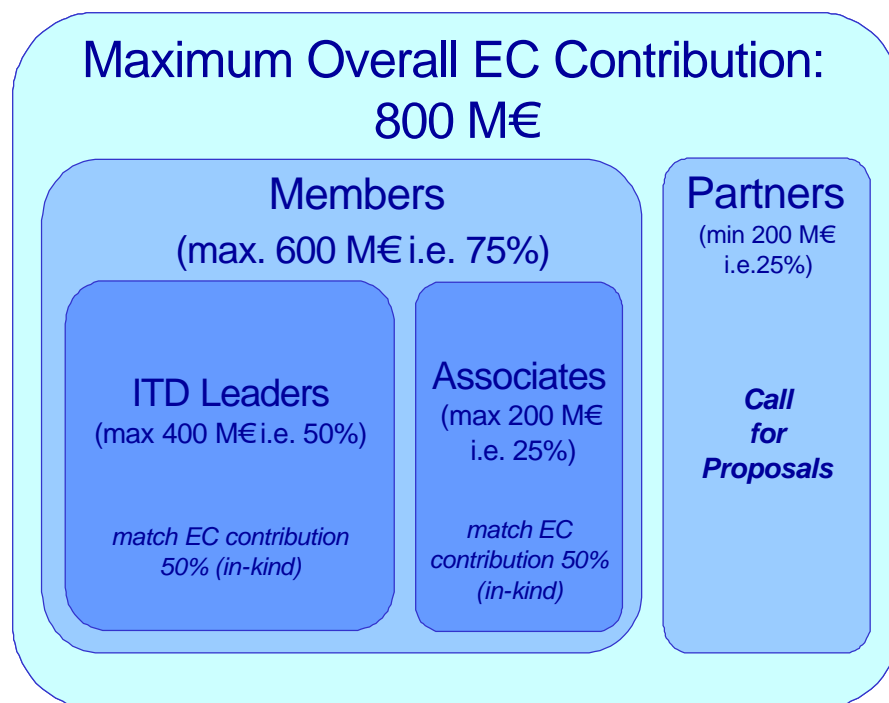 Maximum Overall EC Contribution:
800 M€
Members
(max. 600 M€ i.e. 75%)
ITD Leaders
(max 400 M€ i.e. 50%)
match EC contribution
50% (in-kind)
Associates
(max 200 M€
i.e. 25%)
match EC
contribution 50%
(in-kind)
Partners
(min 200 M€
i.e.25%)
Call
for
Proposals